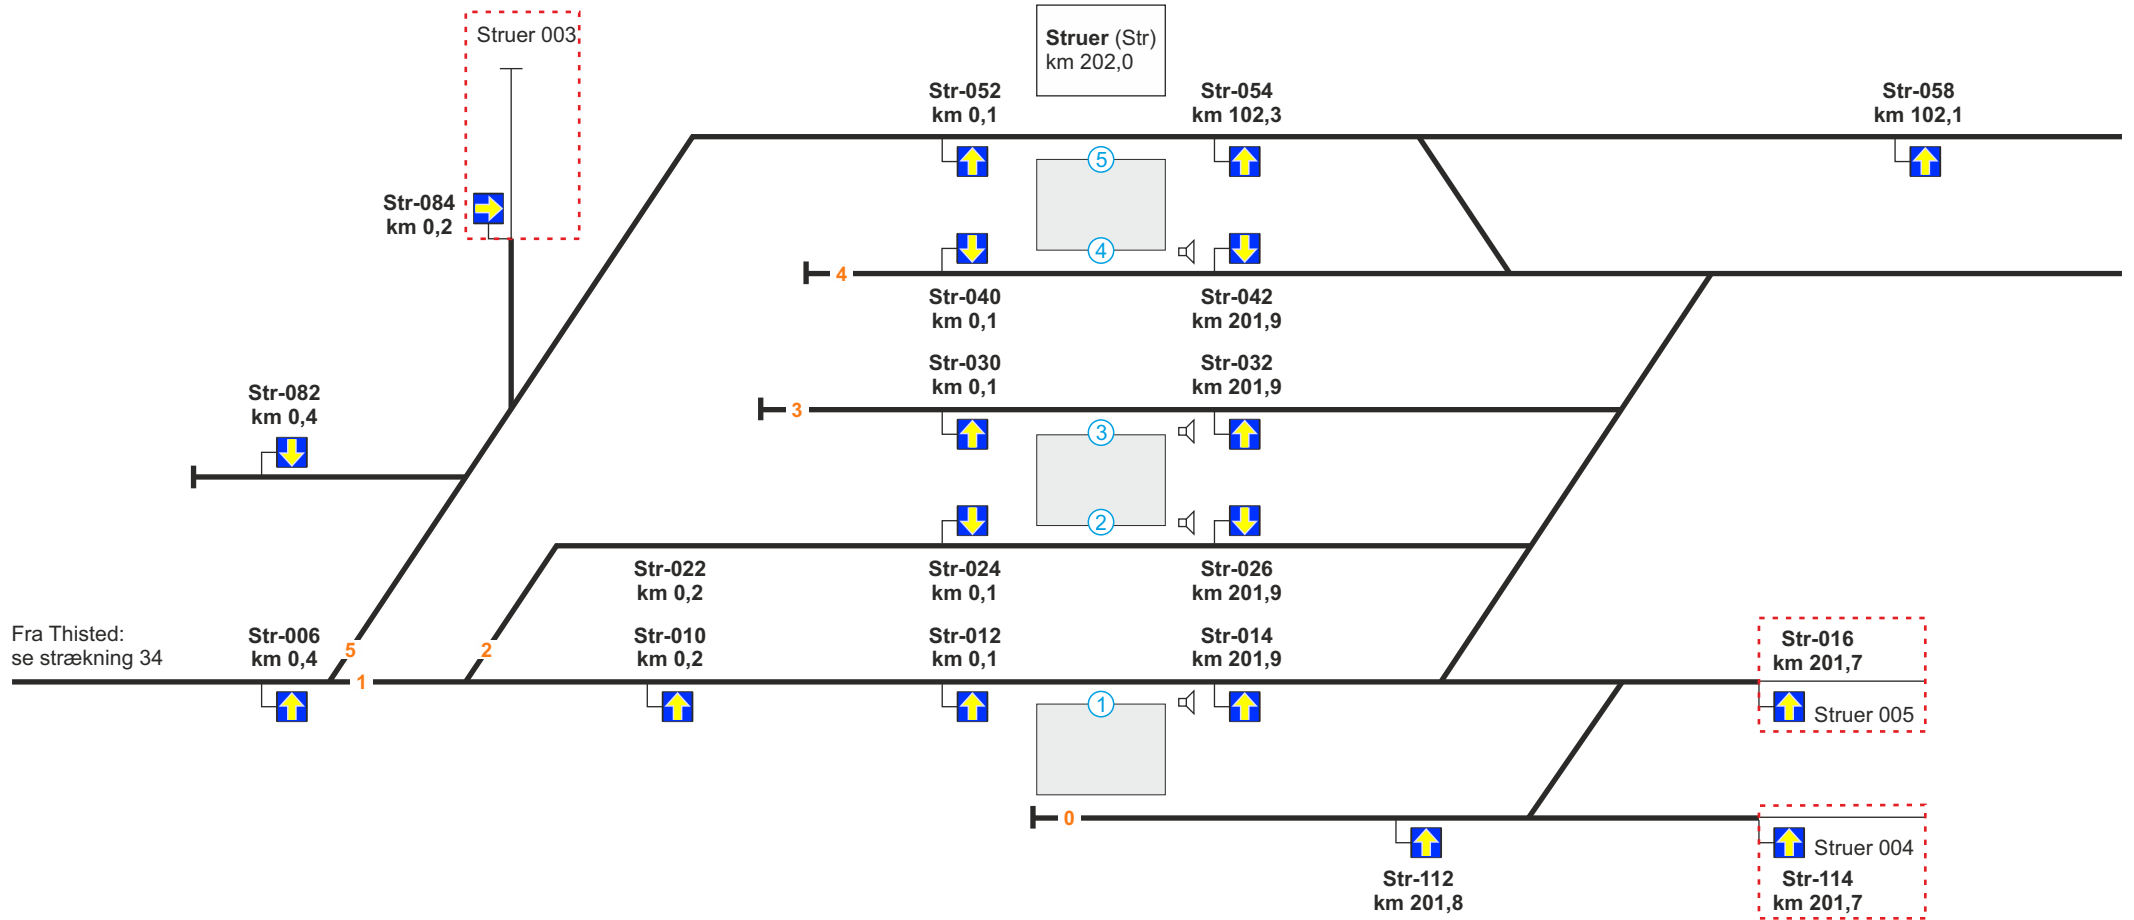 Struer 003
Struer (Str)
km 202,0
Str-052
km 0,1
Str-054
km 102,3
Str-058
km 102,1
5
Str-084
km 0,2
4
4
Str-040
km 0,1
Str-042
km 201,9
Str-030
km 0,1
Str-032
km 201,9
Str-082
km 0,4
3
3
2
Str-022
km 0,2
Str-024
km 0,1
Str-026
km 201,9
Fra Thisted:
se strækning 34
Str-006
km 0,4
5
2
Str-010
km 0,2
Str-012
km 0,1
Str-014
km 201,9
Str-016
km 201,7
1
1
Struer 005
0
Struer 004
Str-112
km 201,8
Str-114
km 201,7